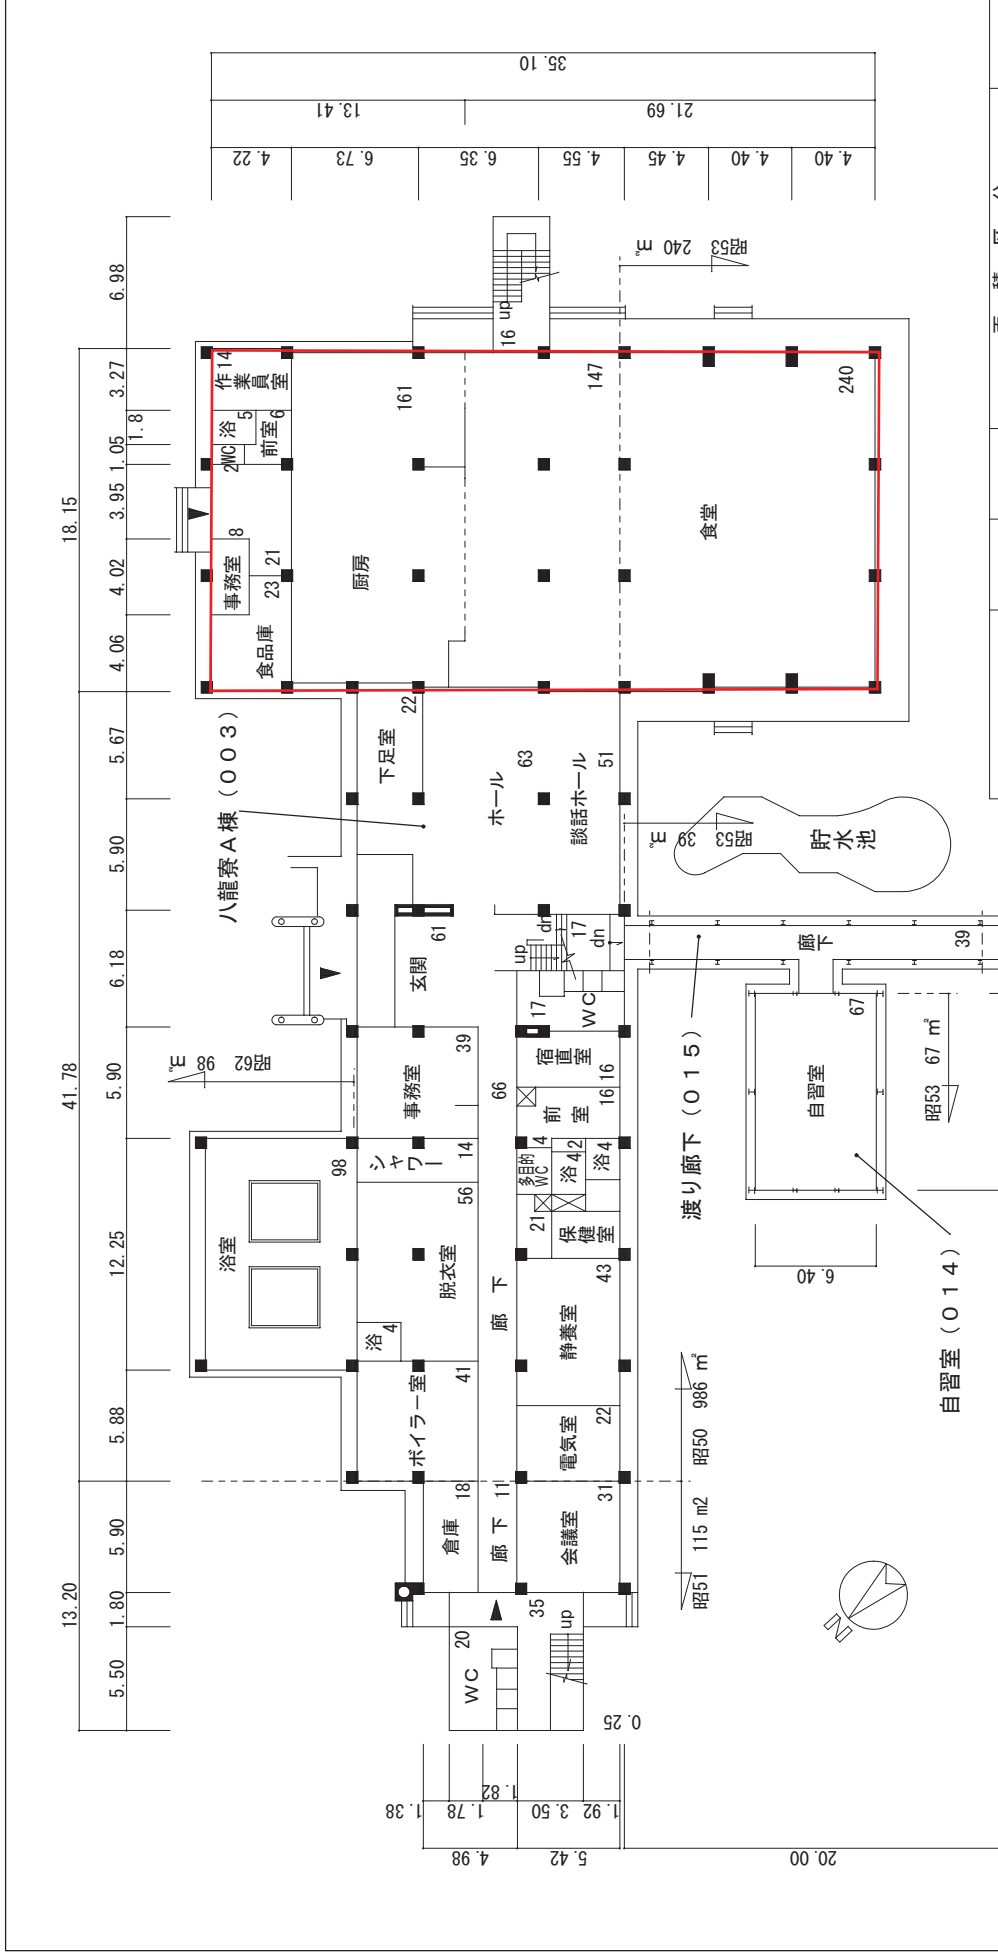 35.10
13.41
21.69
4.22
6.73
6.35
4.55
4.45
4.40
4.40
41.78
18.15
13.20
6.98
3.27
1.8
1.05
3.95
4.02
4.06
5.67
5.90
6.18
5.90
12.25
5.88
5.90
1.80
5.50
昭53 240 ㎡
up
16
作業員室
14
浴
5
前室
6
WC
2
8
事務室
21
23
食品庫
厨房
161
147
240
食堂
八龍寮A棟(003)
下足室
22
ホール
63
談話ホール
51
昭53 39 ㎡
貯水池
玄関
61
up
dn
17
dn
17
WC
廊下
39
渡り廊下(015)
昭62 98 ㎡
事務室
39
66
宿直室
16
前室
16
シャワー
14
98
浴室
脱衣室
56
浴
4
多目的WC
4
浴
4
2
浴
4
21
保健室
静養室
43
廊下
ボイラー室
41
電気室
22
倉庫
18
廊下
11
会議室
31
35
WC
20
up
自習室
67
昭53 67 ㎡
自習室(014)
6.40
昭50 986 ㎡
昭51 115 m2
N
0.25
1.38
1.78
1.82
3.50
1.92
4.98
5.42
20.00